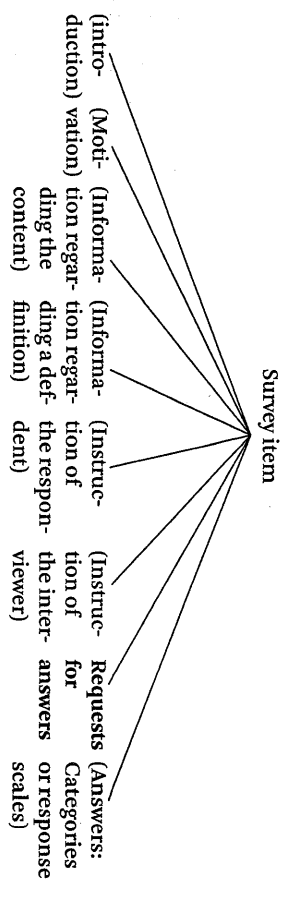 Survey item
(intro-
duction)
(Moti-
vation)
(Informa-
tion regar-
ding the
content)
(Informa-
tion regar-
ding a def-
finition)
(Instruc-
tion of
the respon-
dent)
(Instruc-
tion of
the inter-
viewer)
Requests
for
answers
(Answers:
Categories
or response
scales)